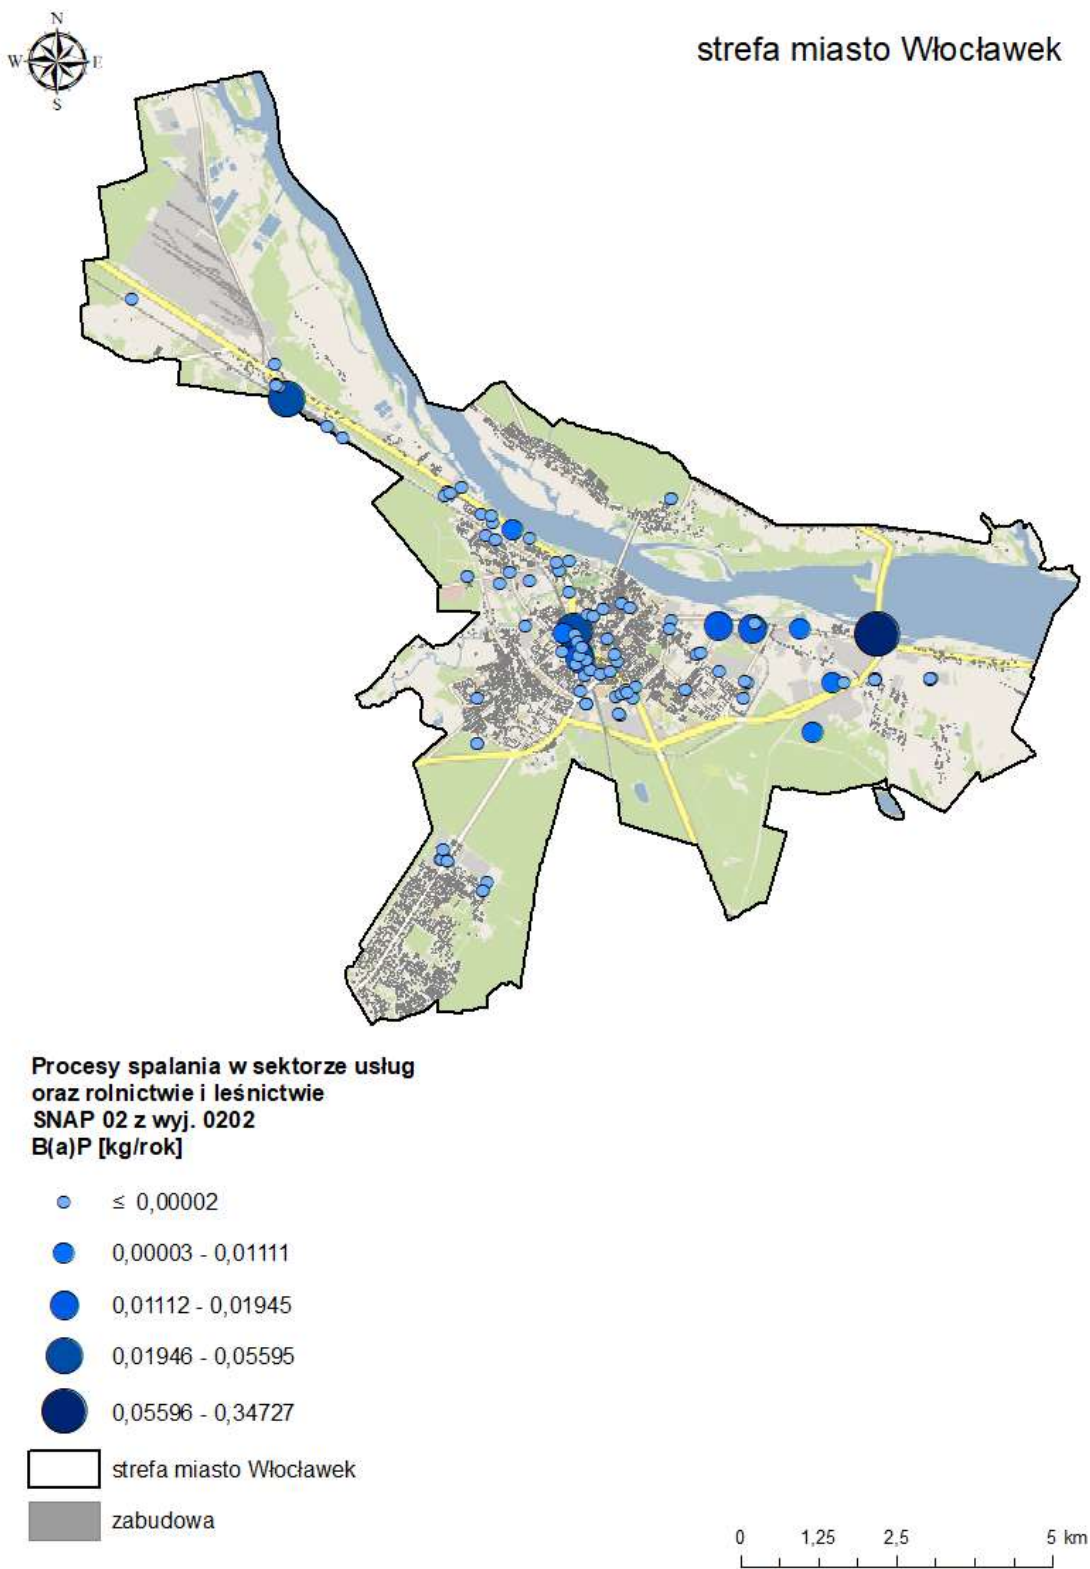 N
W E
S
strefa miasto Włocławek
Procesy spalania w sektorze usług
oraz rolnictwie i leśnictwie
SNAP 02 z wyj. 0202
B(a)P [kg/rok]
≤ 0,00002
0,00003 - 0,01111
0,01112 - 0,01945
0,01946 - 0,05595
0,05596 - 0,34727
strefa miasto Włocławek
zabudowa
0 1,25 2,5 5 km